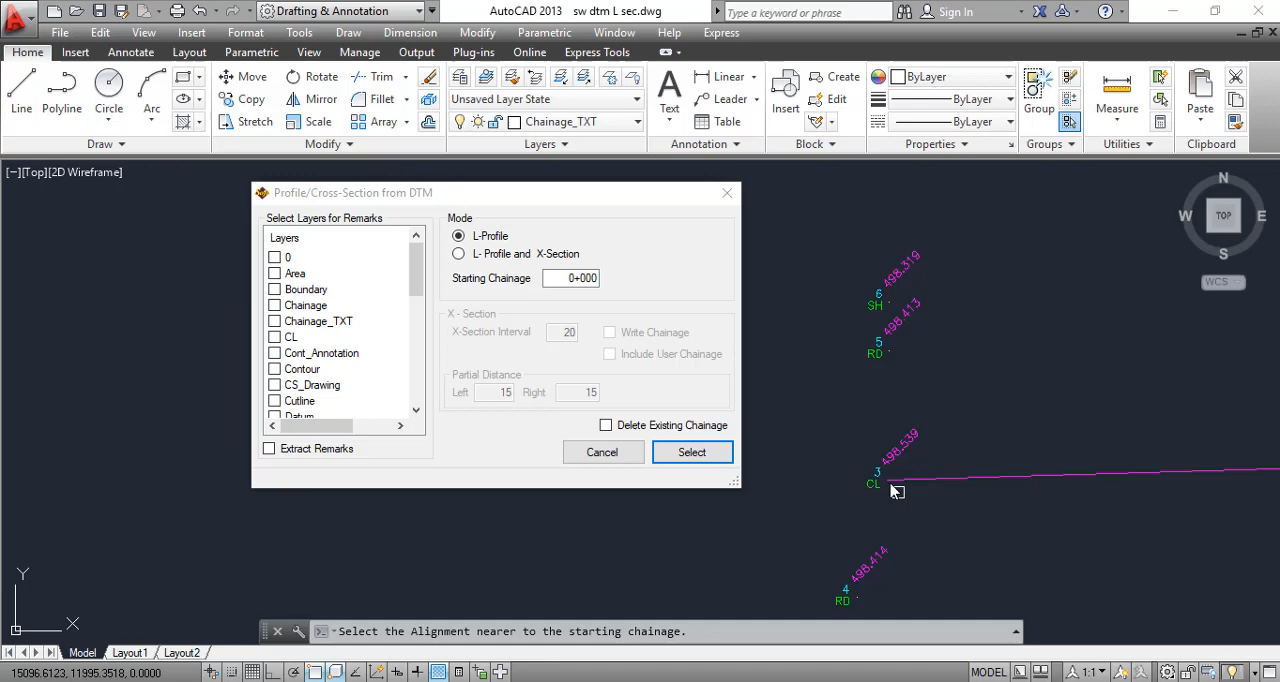 Drafting & Annotation
AutoCAD 2013 sw dtm L sec.dwg
Type a keyword or phrase
Sign In
File Edit View Insert Format Tools Draw Dimension Modify Parametric Window Help Express
Home Insert Annotate Layout Parametric View Manage Output Plug-ins Online Express Tools
Line
Polyline
Circle
Arc
Draw
Move
Rotate
Trim
Copy
Mirror
Fillet
Stretch
Scale
Array
Modify
Unsaved Layer State
Chainage_TXT
Layers
Text
Linear
Leader
Table
Annotation
Insert
Create
Edit
Block
ByLayer
ByLayer
ByLayer
Properties
Group
Groups
Measure
Utilities
Paste
Clipboard
[−][Top][2D Wireframe]
N
W
TOP
E
S
WCS
Profile/Cross-Section from DTM
Select Layers for Remarks
Layers
0
Area
Boundary
Chainage
Chainage_TXT
CL
Cont_Annotation
Contour
CS_Drawing
Cutline
Datum
Extract Remarks
Mode
L-Profile
L- Profile and X-Section
Starting Chainage 0+000
X - Section
X-Section Interval 20
Write Chainage
Include User Chainage
Partial Distance
Left 15 Right 15
Delete Existing Chainage
Cancel Select
498.319
6
SH
498.413
5
RD
498.539
3
CL
498.414
4
RD
Y
X
Select the Alignment nearer to the starting chainage.
Model Layout1 Layout2
15096.6123, 11995.3518, 0.0000
MODEL
1:1